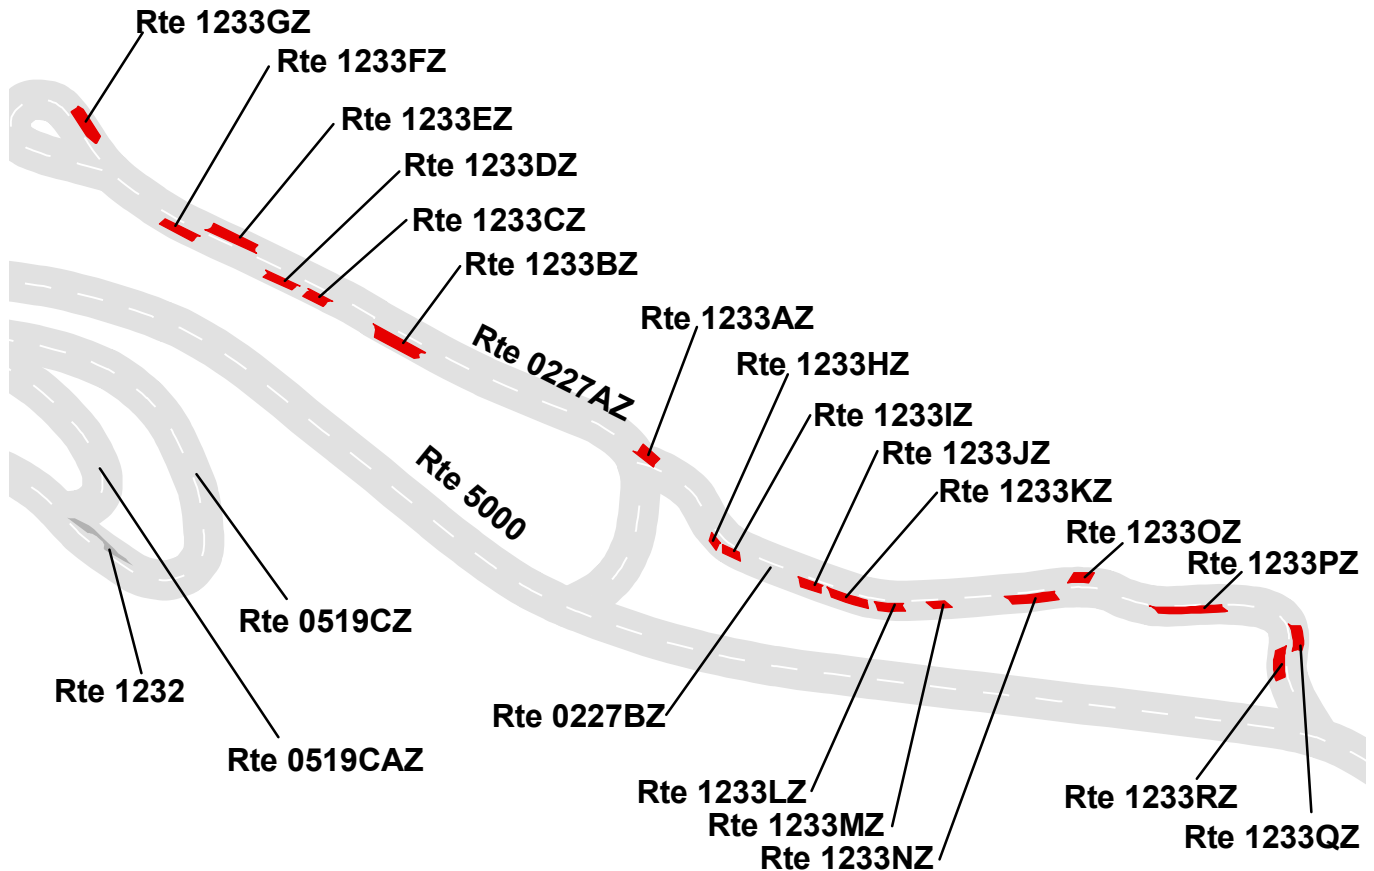 Rte 1233GZ
Rte 1233FZ
Rte 1233EZ
Rte 1233DZ
Rte 1233CZ
Rte 1233BZ
Rte 1233AZ
Rte 0227AZ
Rte 1233HZ
Rte 1233IZ
Rte 1233JZ
Rte 1233KZ
Rte 5000
Rte 1233OZ
Rte 1233PZ
Rte 0519CZ
Rte 1232
Rte 0227BZ
Rte 0519CAZ
Rte 1233LZ
Rte 1233RZ
Rte 1233MZ
Rte 1233QZ
Rte 1233NZ